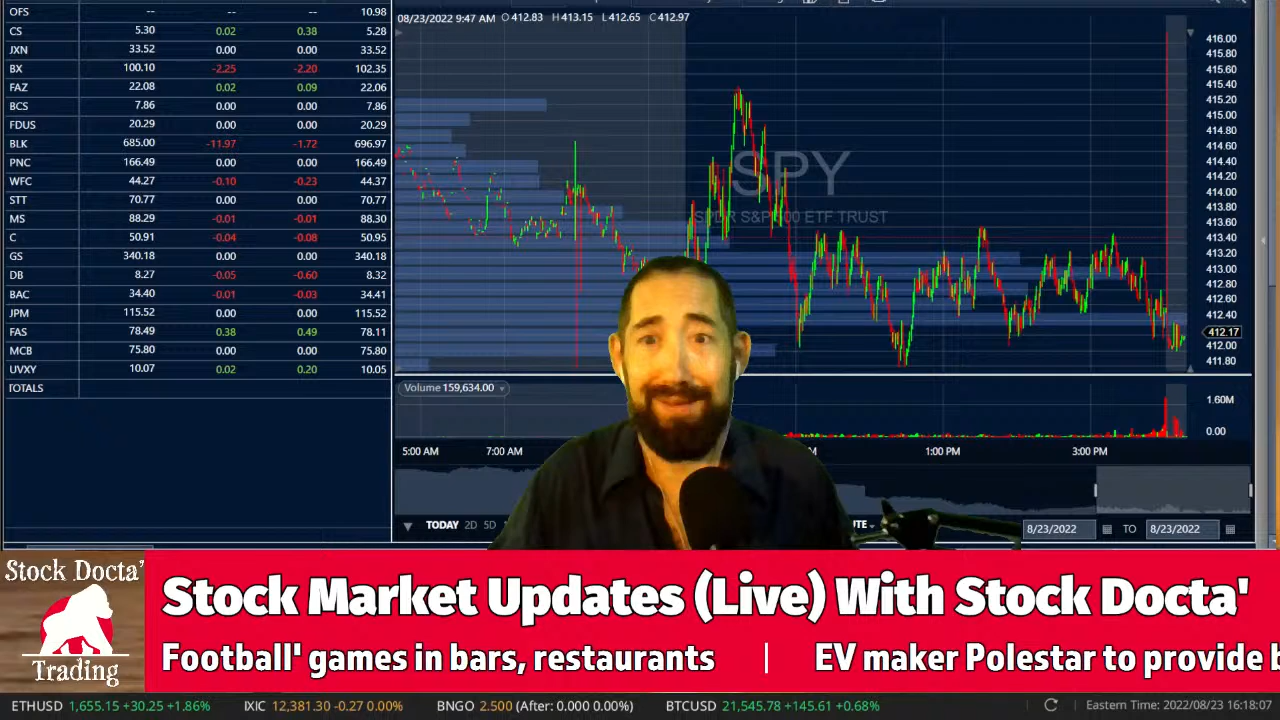 OFS -- -- -- 10.98
CS 5.30 0.02 0.38 5.28
JXN 33.52 0.00 0.00 33.52
BX 100.10 -2.25 -2.20 102.35
FAZ 22.08 0.02 0.09 22.06
BCS 7.86 0.00 0.00 7.86
FDUS 20.29 0.00 0.00 20.29
BLK 685.00 -11.97 -1.72 696.97
PNC 166.49 0.00 0.00 166.49
WFC 44.27 -0.10 -0.23 44.37
STT 70.77 0.00 0.00 70.77
MS 88.29 -0.01 -0.01 88.30
C 50.91 -0.04 -0.08 50.95
GS 340.18 0.00 0.00 340.18
DB 8.27 -0.05 -0.60 8.32
BAC 34.40 -0.01 -0.03 34.41
JPM 115.52 0.00 0.00 115.52
FAS 78.49 0.38 0.49 78.11
MCB 75.80 0.00 0.00 75.80
UVXY 10.07 0.02 0.20 10.05
TOTALS
08/23/2022 9:47 AM O 412.83 H 413.15 L 412.65 C 412.97
SPY
SPDR S&P 500 ETF TRUST
416.00
415.80
415.60
415.40
415.20
415.00
414.80
414.60
414.40
414.20
414.00
413.80
413.60
413.40
413.20
413.00
412.80
412.60
412.40
412.17
412.00
411.80
Volume 159,634.00
1.60M
0.00
5:00 AM 7:00 AM M 1:00 PM 3:00 PM
TODAY 2D 5D UTE 8/23/2022 TO 8/23/2022
Stock Docta'
Trading
Stock Market Updates (Live) With Stock Docta'
Football' games in bars, restaurants | EV maker Polestar to provide b
ETHUSD 1,655.15 +30.25 +1.86% IXIC 12,381.30 -0.27 0.00% BNGO 2.500 (After: 0.000 0.00%) BTCUSD 21,545.78 +145.61 +0.68% Eastern Time: 2022/08/23 16:18:07